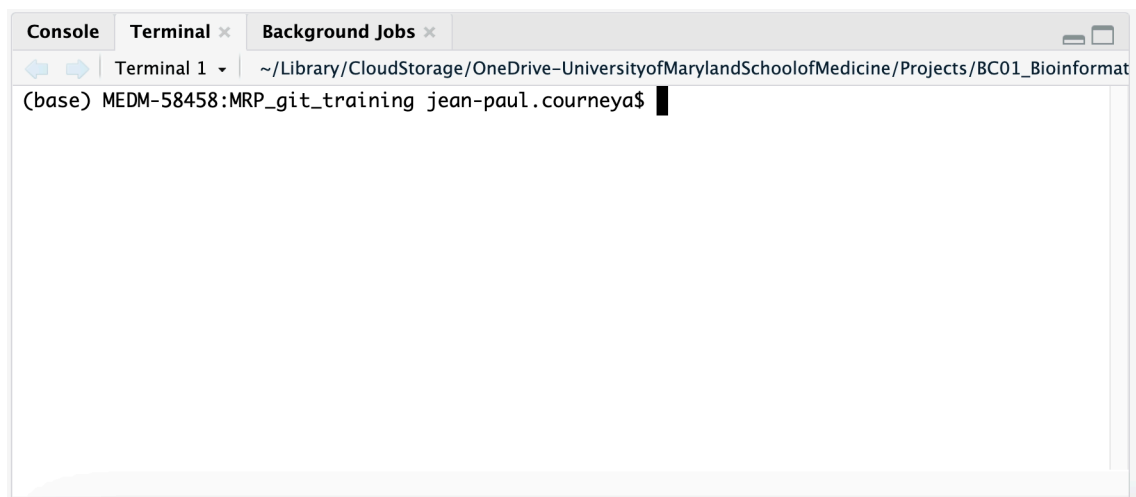 Console Terminal × Background Jobs ×
Terminal 1 ~/Library/CloudStorage/OneDrive-UniversityofMarylandSchoolofMedicine/Projects/BC01_Bioinformat
(base) MEDM-58458:MRP_git_training jean-paul.courneya$